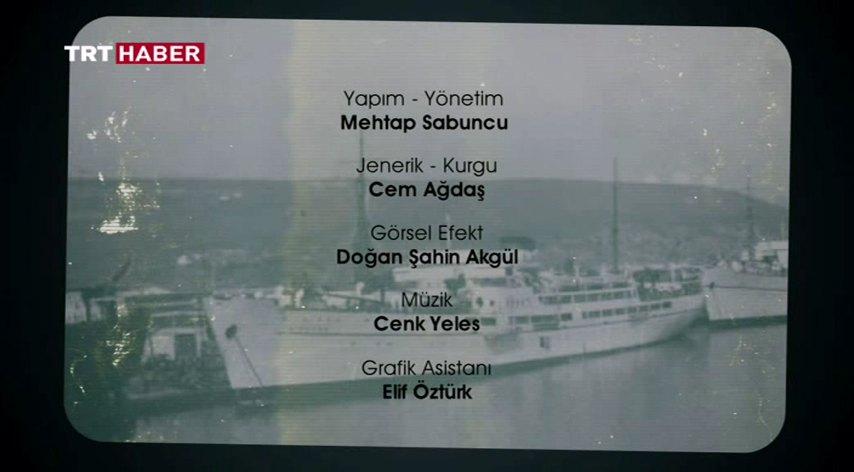 TRT HABER
Yapım - Yönetim
Mehtap Sabuncu
Jenerik - Kurgu
Cem Ağdaş
Görsel Efekt
Doğan Şahin Akgül
Müzik
Cenk Yeles
Grafik Asistanı
Elif Öztürk